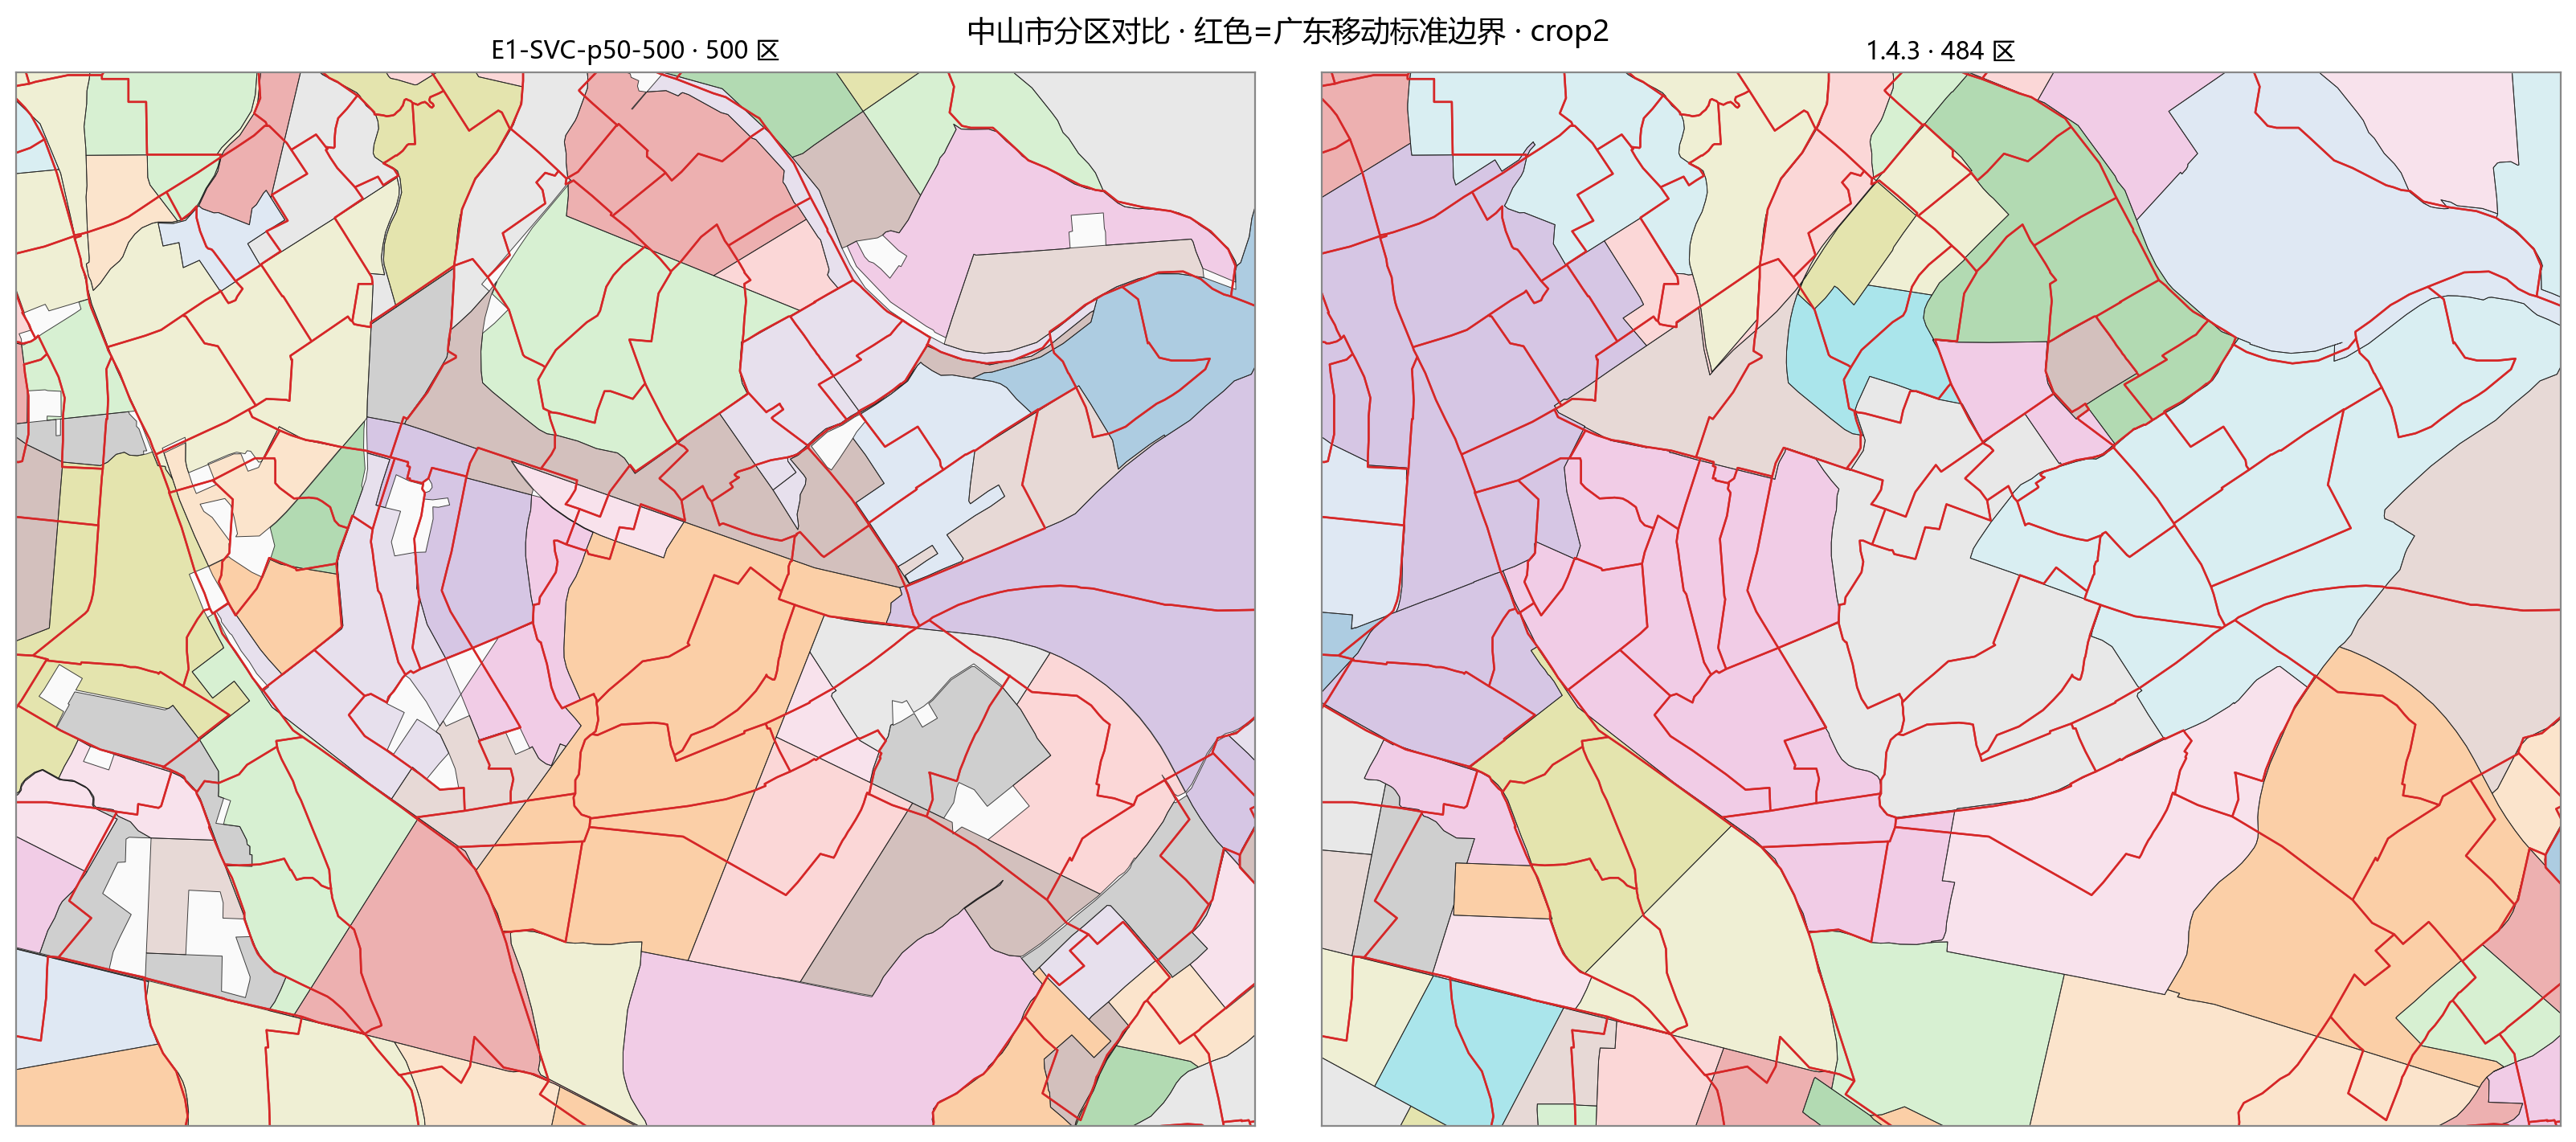 中山市分区对比 · 红色=广东移动标准边界 · crop2
E1-SVC-p50-500 · 500 区
1.4.3 · 484 区